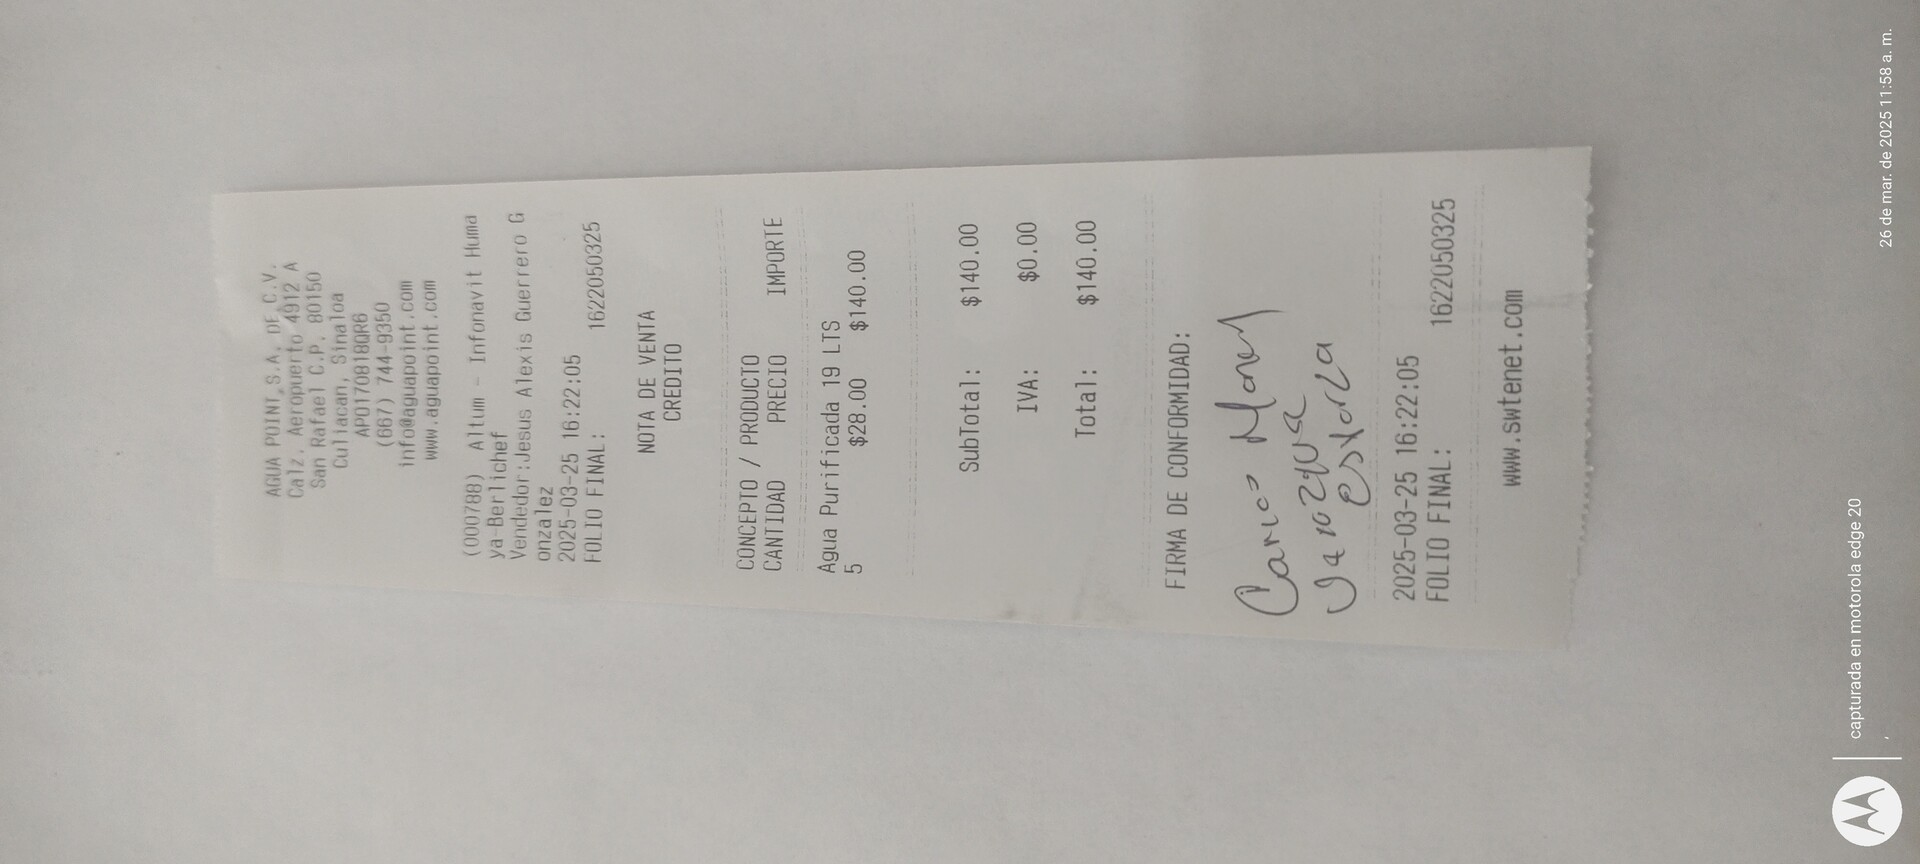 AGUA POINT,S.A. DE C.V.
Calz. Aeropuerto 4912 A
San Rafael C.P. 80150
Culiacan, Sinaloa
APO170818QR6
(667) 744-9350
info@aguapoint.com
www.aguapoint.com
(000788) Altum - Infonavit Huma
ya-Berlichef
Vendedor:Jesus Alexis Guerrero G
onzalez
2025-03-25 16:22:05
FOLIO FINAL: 1622050325
NOTA DE VENTA
CREDITO
CONCEPTO / PRODUCTO
CANTIDAD PRECIO IMPORTE
Agua Purificada 19 LTS
5 $28.00 $140.00
SubTotal: $140.00
IVA: $0.00
Total: $140.00
FIRMA DE CONFORMIDAD:
Carlos
2025-03-25 16:22:05
FOLIO FINAL: 1622050325
www.swtenet.com
capturada en motorola edge 20
26 de mar. de 2025 11:58 a. m.